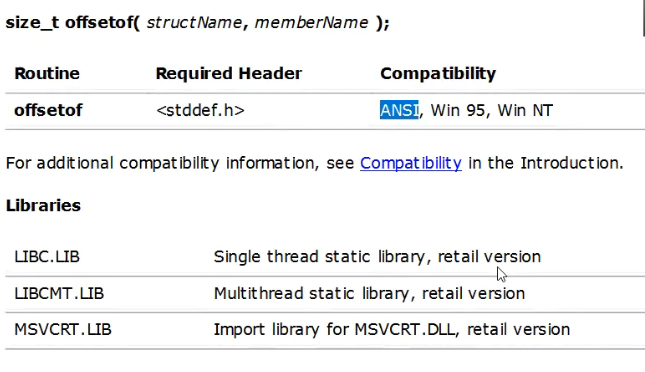 size_t offsetof( structName, memberName );
Routine Required Header Compatibility
offsetof <stddef.h> ANSI, Win 95, Win NT
For additional compatibility information, see Compatibility in the Introduction.
Libraries
LIBC.LIB Single thread static library, retail version
LIBCMT.LIB Multithread static library, retail version
MSVCRT.LIB Import library for MSVCRT.DLL, retail version